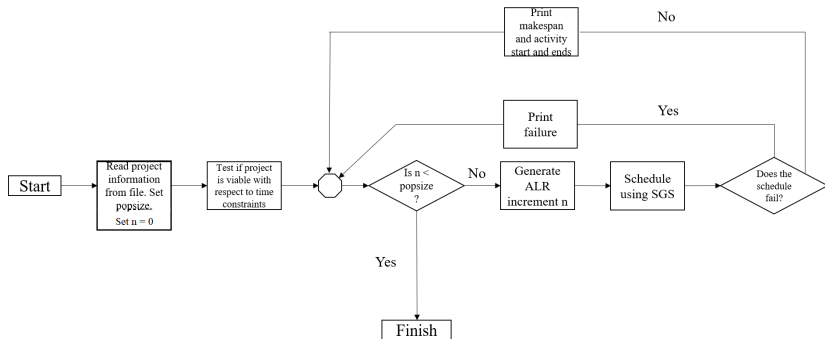 Print
makespan
and activity
start and ends
No
Print
failure
Yes
Start
Read project
information
from file. Set
popsize.
Set n = 0
Test if project
is viable with
respect to time
constraints
Is n <
popsize
?
No
Generate
ALR
increment n
Schedule
using SGS
Does the
schedule
fail?
Yes
Finish